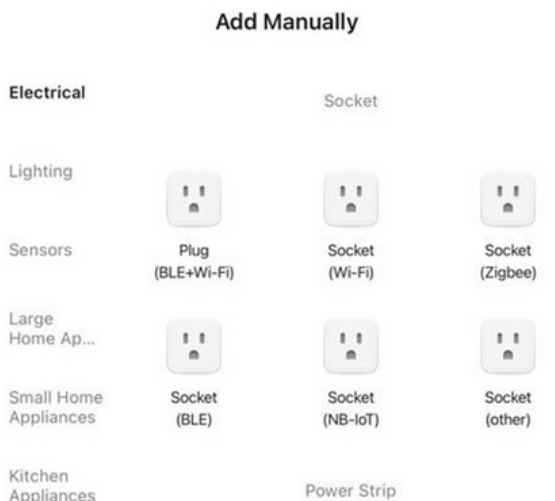 Add Manually
Electrical
Socket
Lighting
Sensors
Plug
(BLE+Wi-Fi)
Socket
(Wi-Fi)
Socket
(Zigbee)
Large
Home Ap...
Small Home
Appliances
Socket
(BLE)
Socket
(NB-IoT)
Socket
(other)
Kitchen
Appliances
Power Strip